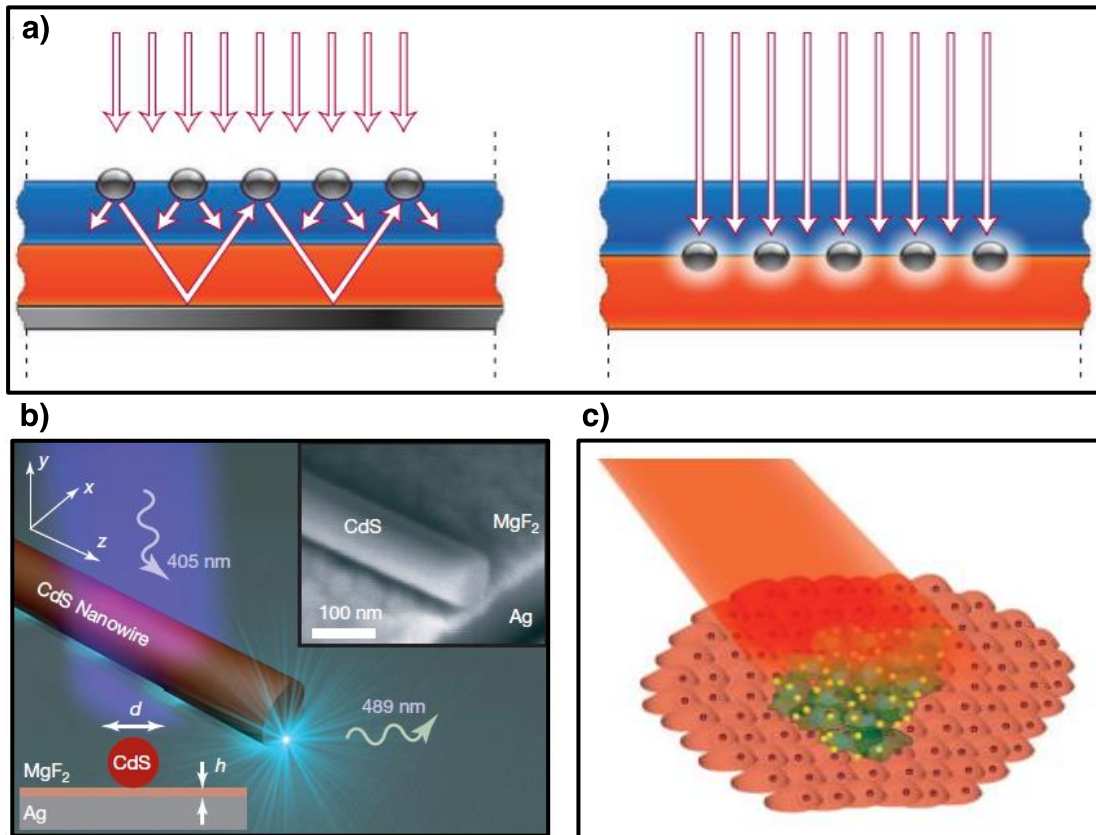 a)
b)
c)
y
x
z
405 nm
CdS Nanowire
489 nm
d
CdS
h
MgF2
Ag
CdS
MgF2
100 nm
Ag